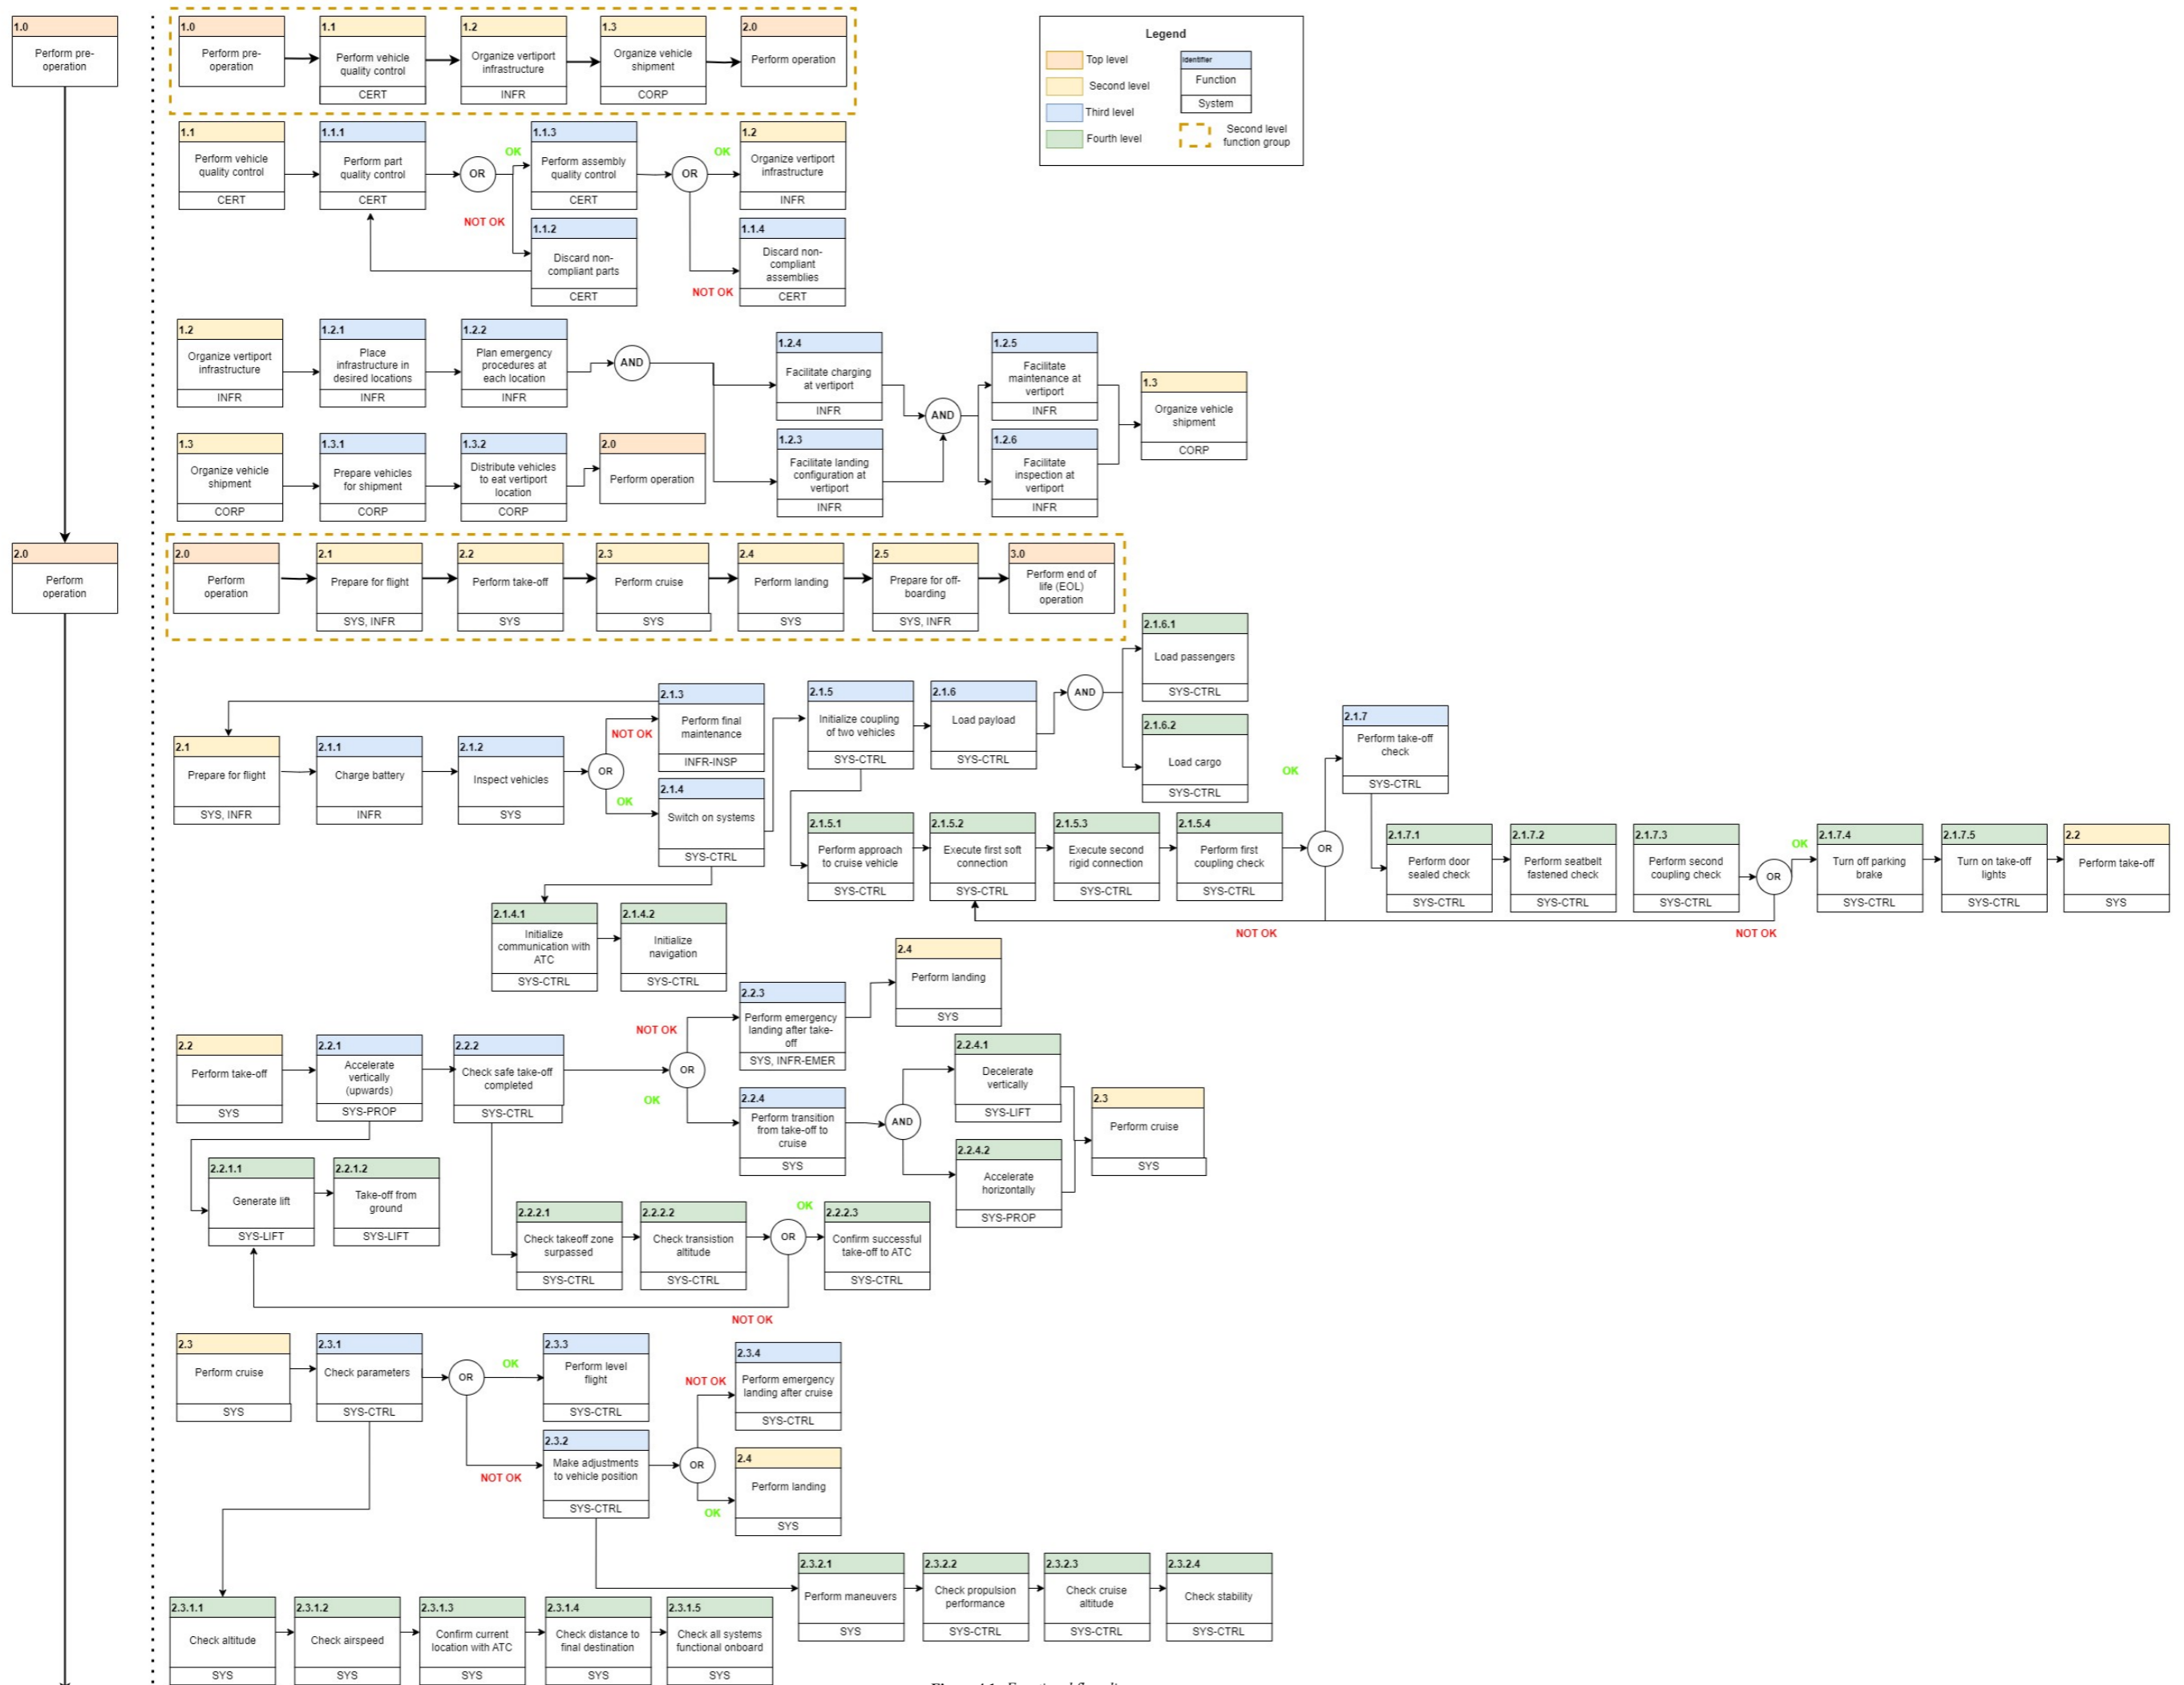 1.0
Perform pre-
operation
1.0
Perform pre-
operation
1.1
Perform vehicle
quality control
CERT
1.2
Organize vertiport
infrastructure
INFR
1.3
Organize vehicle
shipment
CORP
2.0
Perform operation
Legend
Top level
Second level
Third level
Fourth level
Identifier
Function
System
Second level
function group
1.1
Perform vehicle
quality control
CERT
1.1.1
Perform part
quality control
CERT
OR
OK
NOT OK
1.1.3
Perform assembly
quality control
CERT
1.1.2
Discard non-
compliant parts
CERT
OR
OK
NOT OK
1.2
Organize vertiport
infrastructure
INFR
1.1.4
Discard non-
compliant
assemblies
CERT
1.2
Organize vertiport
infrastructure
INFR
1.2.1
Place
infrastructure in
desired locations
INFR
1.2.2
Plan emergency
procedures at
each location
INFR
AND
1.2.4
Facilitate charging
at vertiport
INFR
1.2.3
Facilitate landing
configuration at
vertiport
INFR
AND
1.2.5
Facilitate
maintenance at
vertiport
INFR
1.2.6
Facilitate
inspection at
vertiport
INFR
1.3
Organize vehicle
shipment
CORP
1.3
Organize vehicle
shipment
CORP
1.3.1
Prepare vehicles
for shipment
CORP
1.3.2
Distribute vehicles
to eat vertiport
location
CORP
2.0
Perform operation
2.0
Perform
operation
2.0
Perform
operation
2.1
Prepare for flight
SYS, INFR
2.2
Perform take-off
SYS
2.3
Perform cruise
SYS
2.4
Perform landing
SYS
2.5
Prepare for off-
boarding
SYS, INFR
3.0
Perform end of
life (EOL)
operation
2.1
Prepare for flight
SYS, INFR
2.1.1
Charge battery
INFR
2.1.2
Inspect vehicles
SYS
OR
NOT OK
OK
2.1.3
Perform final
maintenance
INFR-INSP
2.1.4
Switch on systems
SYS-CTRL
2.1.5
Initialize coupling
of two vehicles
SYS-CTRL
2.1.6
Load payload
SYS-CTRL
AND
2.1.6.1
Load passengers
SYS-CTRL
2.1.6.2
Load cargo
SYS-CTRL
2.1.5.1
Perform approach
to cruise vehicle
SYS-CTRL
2.1.5.2
Execute first soft
connection
SYS-CTRL
2.1.5.3
Execute second
rigid connection
SYS-CTRL
2.1.5.4
Perform first
coupling check
SYS-CTRL
OR
OK
NOT OK
2.1.7
Perform take-off
check
SYS-CTRL
2.1.7.1
Perform door
sealed check
SYS-CTRL
2.1.7.2
Perform seatbelt
fastened check
SYS-CTRL
2.1.7.3
Perform second
coupling check
SYS-CTRL
OR
OK
NOT OK
2.1.7.4
Turn off parking
brake
SYS-CTRL
2.1.7.5
Turn on take-off
lights
SYS-CTRL
2.2
Perform take-off
SYS
2.1.4.1
Initialize
communication with
ATC
SYS-CTRL
2.1.4.2
Initialize
navigation
SYS-CTRL
2.2
Perform take-off
SYS
2.2.1
Accelerate
vertically
(upwards)
SYS-PROP
2.2.2
Check safe take-off
completed
SYS-CTRL
OR
NOT OK
OK
2.2.3
Perform emergency
landing after take-
off
SYS, INFR-EMER
2.4
Perform landing
SYS
2.2.4
Perform transition
from take-off to
cruise
SYS
AND
2.2.4.1
Decelerate
vertically
SYS-LIFT
2.2.4.2
Accelerate
horizontally
SYS-PROP
2.3
Perform cruise
SYS
2.2.1.1
Generate lift
SYS-LIFT
2.2.1.2
Take-off from
ground
SYS-LIFT
2.2.2.1
Check takeoff zone
surpassed
SYS-CTRL
2.2.2.2
Check transistion
altitude
SYS-CTRL
OR
OK
NOT OK
2.2.2.3
Confirm successful
take-off to ATC
SYS-CTRL
2.3
Perform cruise
SYS
2.3.1
Check parameters
SYS-CTRL
OR
OK
NOT OK
2.3.3
Perform level
flight
SYS-CTRL
2.3.2
Make adjustments
to vehicle position
SYS-CTRL
OR
NOT OK
OK
2.3.4
Perform emergency
landing after cruise
SYS-CTRL
2.4
Perform landing
SYS
2.3.2.1
Perform maneuvers
SYS
2.3.2.2
Check propulsion
performance
SYS-CTRL
2.3.2.3
Check cruise
altitude
SYS-CTRL
2.3.2.4
Check stability
SYS-CTRL
2.3.1.1
Check altitude
SYS
2.3.1.2
Check airspeed
SYS
2.3.1.3
Confirm current
location with ATC
SYS
2.3.1.4
Check distance to
final destination
SYS
2.3.1.5
Check all systems
functional onboard
SYS